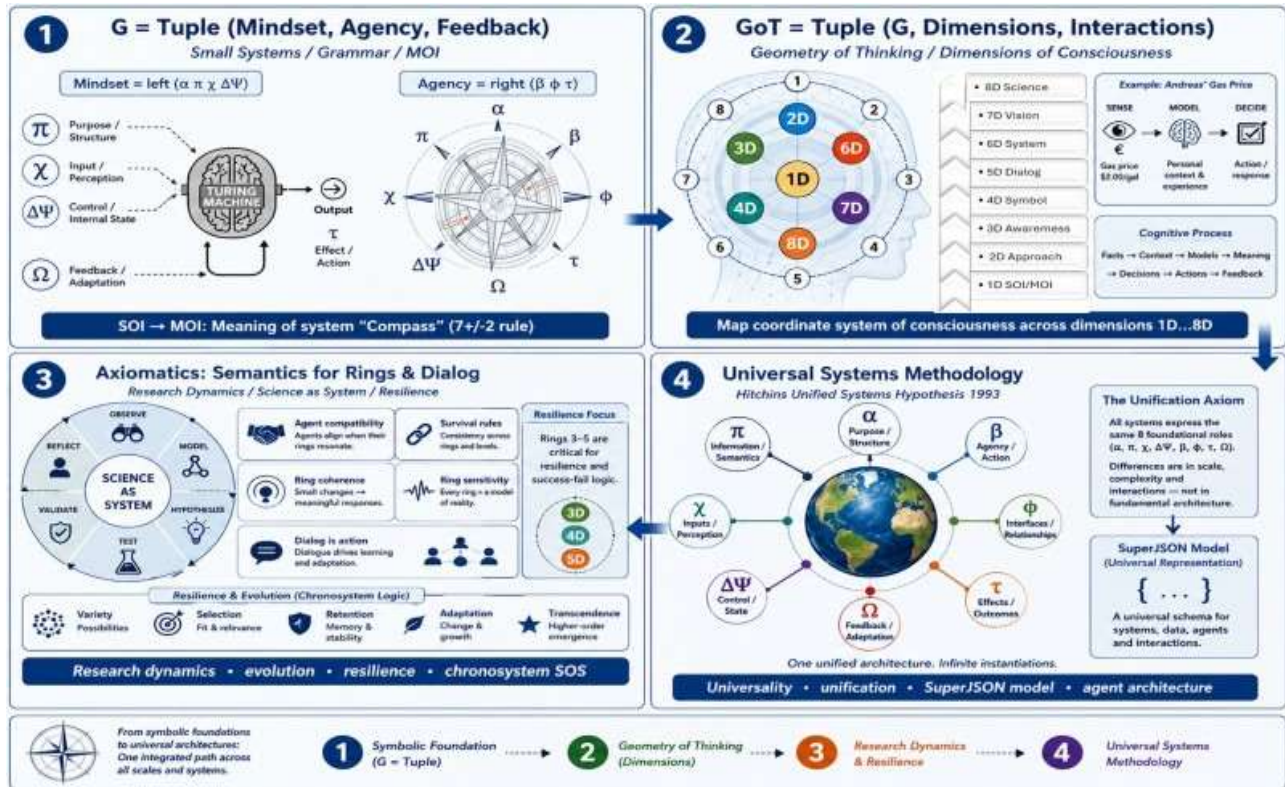 1
G = Tuple (Mindset, Agency, Feedback)
Small Systems / Grammar / MOI
Mindset = left (α π χ ΔΨ)
Agency = right (β ϕ τ)
π
Purpose /
Structure
χ
Input /
Perception
ΔΨ
Control /
Internal State
Ω
Feedback /
Adaptation
TURING
MACHINE
Output
τ
Effect /
Action
α
β
ϕ
τ
Ω
ΔΨ
χ
π
SOI → MOI: Meaning of system "Compass" (7+/-2 rule)
2
GoT = Tuple (G, Dimensions, Interactions)
Geometry of Thinking / Dimensions of Consciousness
1
2
3
4
5
6
7
8
2D
3D
6D
1D
4D
7D
8D
• 8D Science
• 7D Vision
• 6D System
• 5D Dialog
• 4D Symbol
• 3D Awareness
• 2D Approach
• 1D SOI/MOI
Example: Andreas' Gas Price
SENSE
MODEL
DECIDE
€
Gas price
$2.00/gal
Personal
context &
experience
Action /
response
Cognitive Process
Facts → Context → Models → Meaning
→ Decisions → Actions → Feedback
Map coordinate system of consciousness across dimensions 1D...8D
3
Axiomatics: Semantics for Rings & Dialog
Research Dynamics / Science as System / Resilience
OBSERVE
MODEL
HYPOTHESIZE
TEST
VALIDATE
REFLECT
SCIENCE
AS
SYSTEM
Agent compatibility
Agents align when their
rings resonate.
Survival rules
Consistency across
rings and levels.
Ring coherence
Small changes →
meaningful responses.
Ring sensitivity
Every ring = a model
of reality.
Dialog is action
Dialogue drives learning
and adaptation.
Resilience Focus
Rings 3–5 are
critical for
resilience and
success-fail logic.
3D
4D
5D
Resilience & Evolution (Chronosystem Logic)
Variety
Possibilities
Selection
Fit & relevance
Retention
Memory &
stability
Adaptation
Change &
growth
Transcendence
Higher-order
emergence
Research dynamics • evolution • resilience • chronosystem SOS
4
Universal Systems Methodology
Hitchins Unified Systems Hypothesis 1993
α
Purpose /
Structure
π
Information /
Semantics
β
Agency /
Action
χ
Inputs /
Perception
ϕ
Interfaces /
Relationships
ΔΨ
Control /
State
Ω
Feedback /
Adaptation
τ
Effects /
Outcomes
One unified architecture. Infinite instantiations.
The Unification Axiom
All systems express the
same 8 foundational roles
(α, π, χ, ΔΨ, β, ϕ, τ, Ω).
Differences are in scale,
complexity and
interactions — not in
fundamental architecture.
SuperJSON Model
(Universal Representation)
{ ... }
A universal schema for
systems, data, agents
and interactions.
Universality • unification • SuperJSON model • agent architecture
From symbolic foundations
to universal architectures:
One integrated path across
all scales and systems.
1
Symbolic Foundation
(G = Tuple)
2
Geometry of Thinking
(Dimensions)
3
Research Dynamics
& Resilience
4
Universal Systems
Methodology